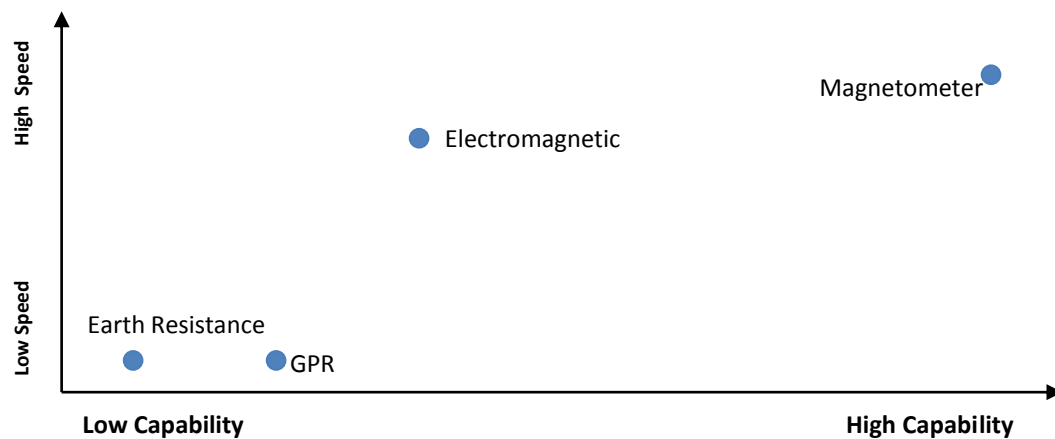 High Speed
Magnetometer
Electromagnetic
Low Speed
Earth Resistance
GPR
Low Capability
High Capability